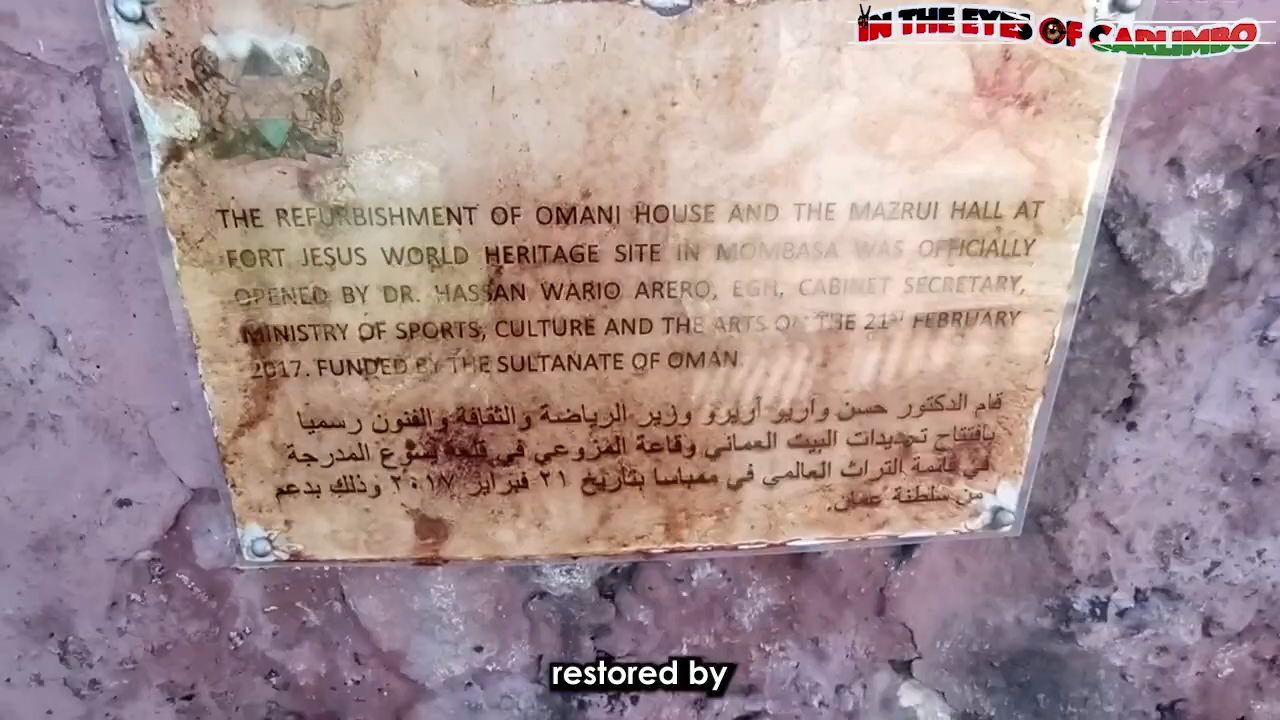 IN THE EYES OF CARLIMBO
THE REFURBISHMENT OF OMANI HOUSE AND THE MAZRUI HALL AT
FORT JESUS WORLD HERITAGE SITE IN MOMBASA WAS OFFICIALLY
OPENED BY DR. HASSAN WARIO ARERO, EGH, CABINET SECRETARY,
MINISTRY OF SPORTS, CULTURE AND THE ARTS ON THE 21ST FEBRUARY
2017. FUNDED BY THE SULTANATE OF OMAN.
قام الدكتور حسن واريو أريرو وزير الرياضة والثقافة والفنون رسميا
بافتتاح تجديدات البيت العماني وقاعة المزروعي في قلعة يسوع المدرجة
في قائمة التراث العالمي في ممباسا بتاريخ ٢١ فبراير ٢٠١٧ وذلك بدعم
من سلطنة عمان.
restored by